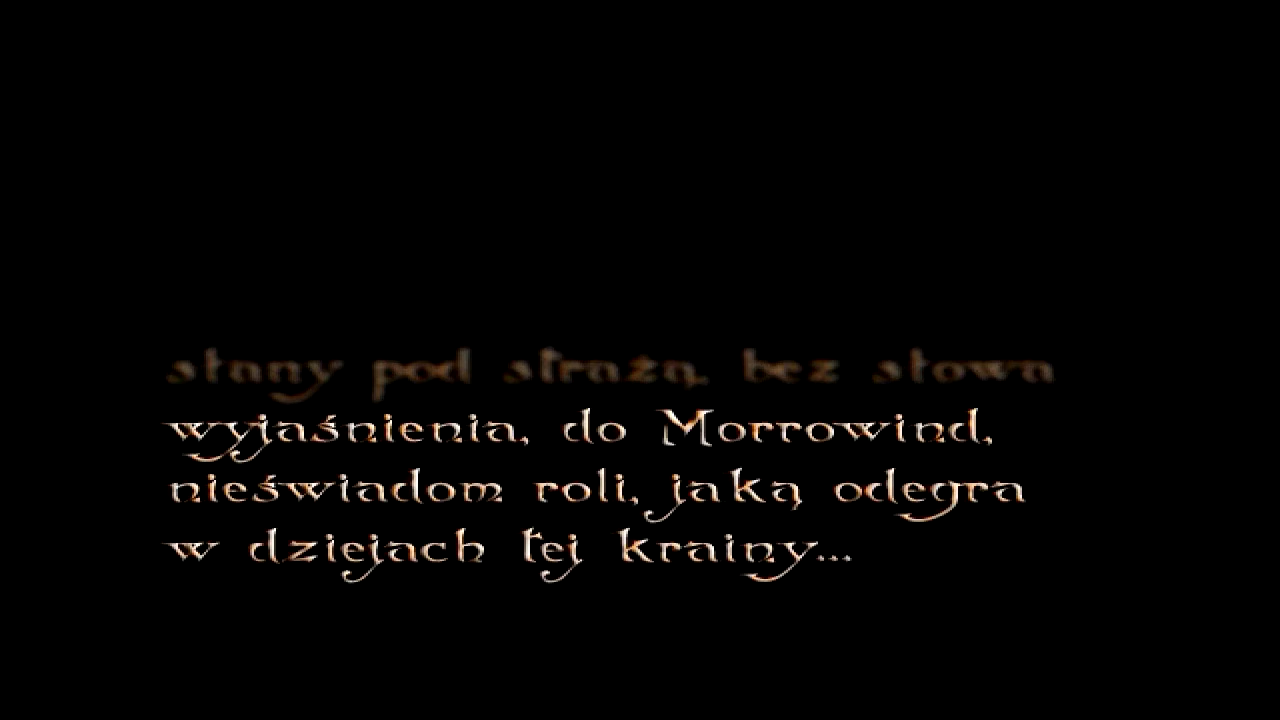 słany pod strażą, bez słowa
wyjaśnienia, do Morrowind,
nieświadom roli, jaką odegra
w dziejach tej krainy...